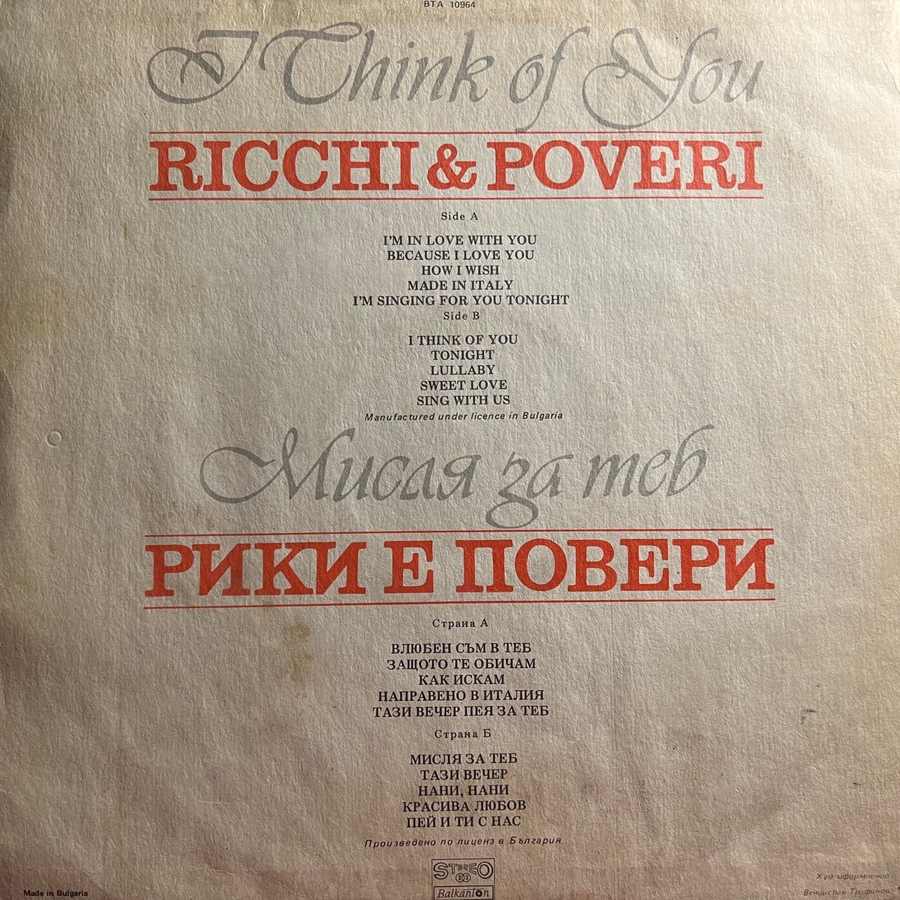 BTA 10964
I Think of You
RICCHI & POVERI
Side A
I'M IN LOVE WITH YOU
BECAUSE I LOVE YOU
HOW I WISH
MADE IN ITALY
I'M SINGING FOR YOU TONIGHT
Side B
I THINK OF YOU
TONIGHT
LULLABY
SWEET LOVE
SING WITH US
Manufactured under licence in Bulgaria
Мисля за теб
РИКИ Е ПОВЕРИ
Страна А
ВЛЮБЕН СЪМ В ТЕБ
ЗАЩОТО ТЕ ОБИЧАМ
КАК ИСКАМ
НАПРАВЕНО В ИТАЛИЯ
ТАЗИ ВЕЧЕР ПЕЯ ЗА ТЕБ
Страна Б
МИСЛЯ ЗА ТЕБ
ТАЗИ ВЕЧЕР
НАНИ, НАНИ
КРАСИВА ЛЮБОВ
ПЕЙ И ТИ С НАС
Произведено по лиценз в България
STEREO
33
Balkanton
Made in Bulgaria